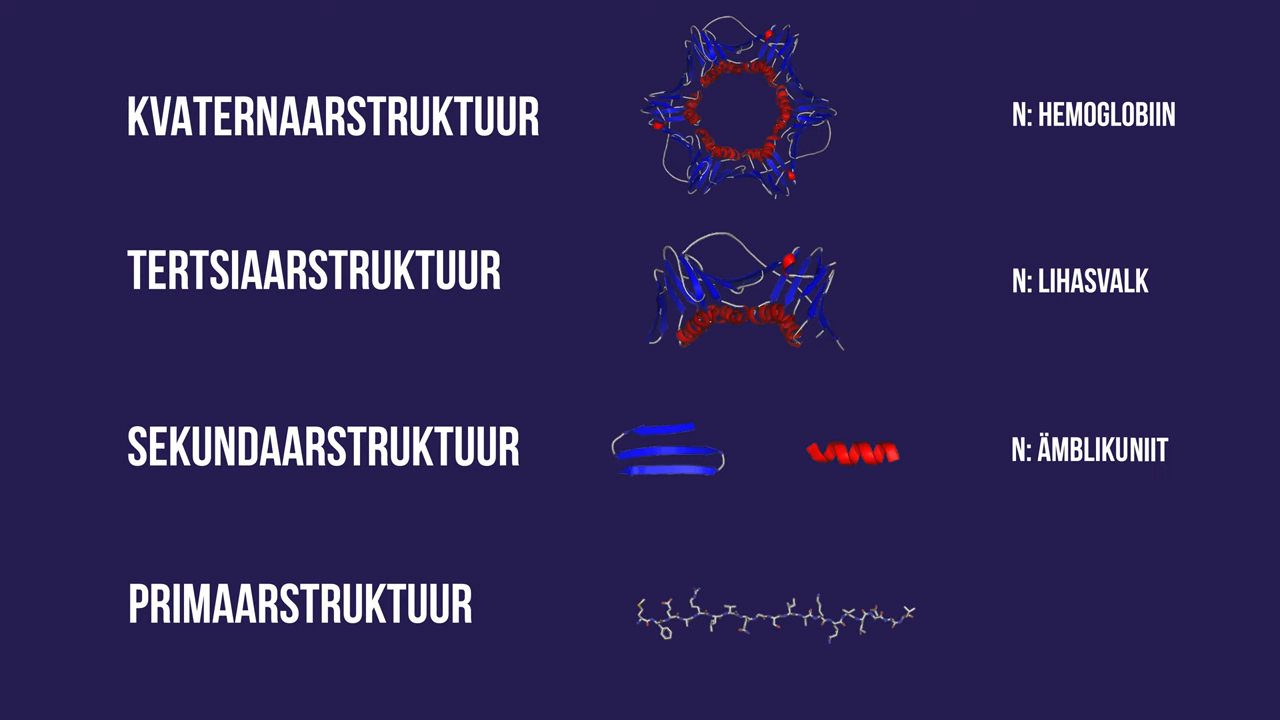 KVATERNAARSTRUKTUUR
N: HEMOGLOBIIN
TERTSIAARSTRUKTUUR
N: LIHASVALK
SEKUNDAARSTRUKTUUR
N: ÄMBLIKUNIIT
PRIMAARSTRUKTUUR